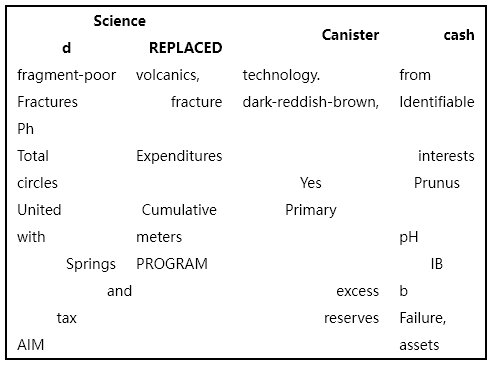 Science
Canister cash
d REPLACED
fragment-poor volcanics, technology. from
Fractures fracture dark-reddish-brown, Identifiable
Ph
Total Expenditures interests
circles Yes Prunus
United Cumulative Primary
with meters pH
Springs PROGRAM IB
and excess b
tax reserves Failure,
AIM assets